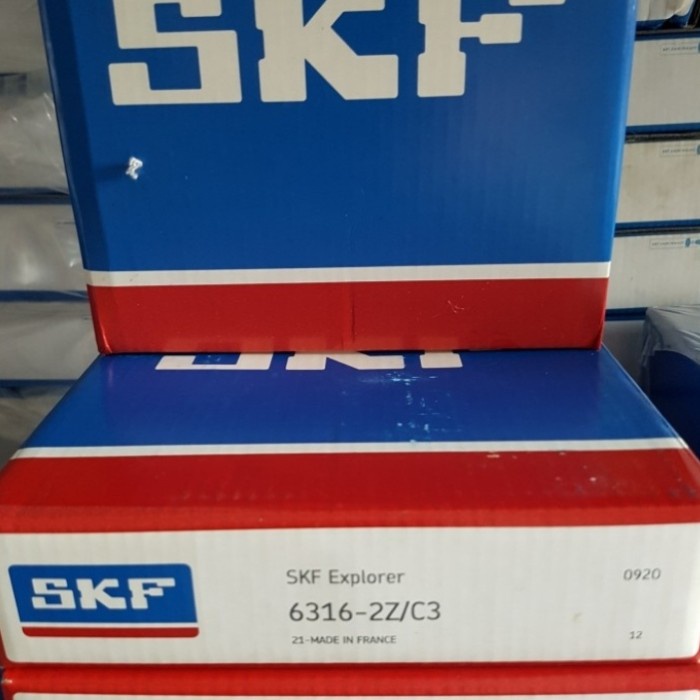 SKF
SKF
SKF
SKF Explorer
0920
6316-2Z/C3
21-MADE IN FRANCE
12